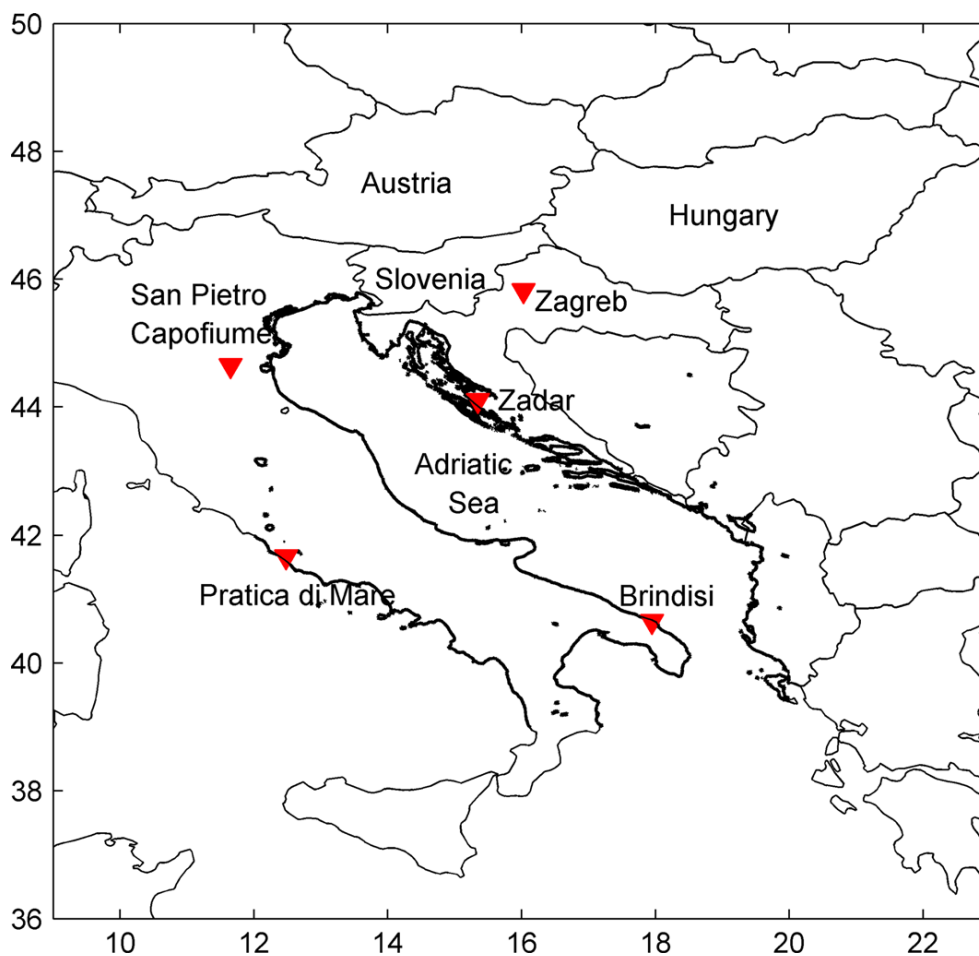 50
48
Austria
Hungary
46
Slovenia
San Pietro
Capofiume
Zagreb
44
Zadar
Adriatic
Sea
42
Pratica di Mare
Brindisi
40
38
36
10 12 14 16 18 20 22